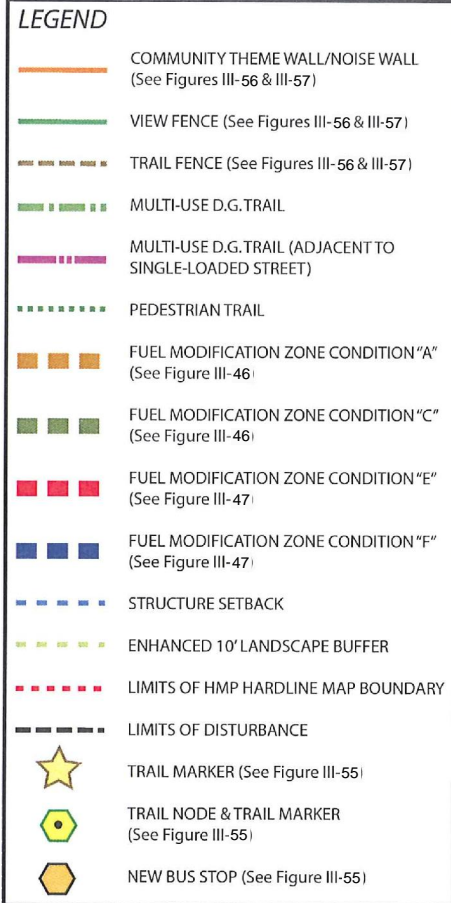 LEGEND
COMMUNITY THEME WALL/NOISE WALL
(See Figures III-56 & III-57)
VIEW FENCE (See Figures III-56 & III-57)
TRAIL FENCE (See Figures III-56 & III-57)
MULTI-USE D.G. TRAIL
MULTI-USE D.G. TRAIL (ADJACENT TO
SINGLE-LOADED STREET)
PEDESTRIAN TRAIL
FUEL MODIFICATION ZONE CONDITION "A"
(See Figure III-46)
FUEL MODIFICATION ZONE CONDITION "C"
(See Figure III-46)
FUEL MODIFICATION ZONE CONDITION "E"
(See Figure III-47)
FUEL MODIFICATION ZONE CONDITION "F"
(See Figure III-47)
STRUCTURE SETBACK
ENHANCED 10' LANDSCAPE BUFFER
LIMITS OF HMP HARDLINE MAP BOUNDARY
LIMITS OF DISTURBANCE
TRAIL MARKER (See Figure III-55)
TRAIL NODE & TRAIL MARKER
(See Figure III-55)
NEW BUS STOP (See Figure III-55)